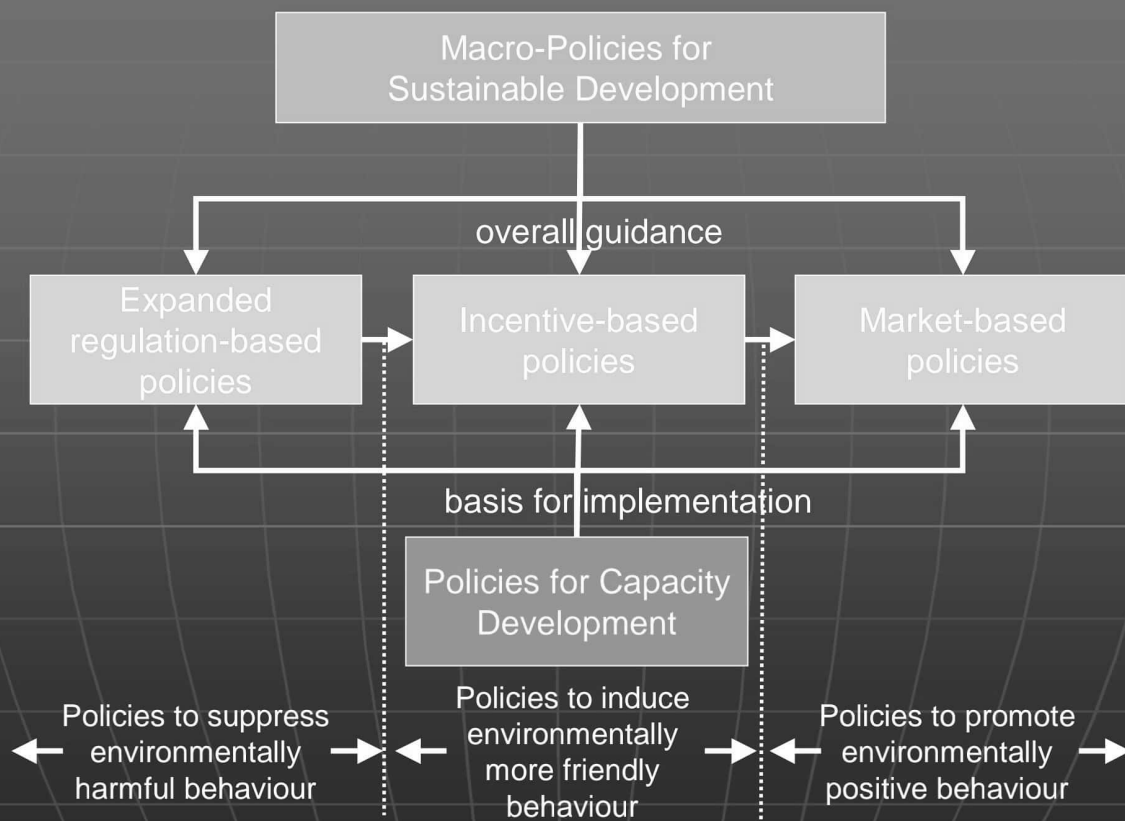 Macro-Policies for
Sustainable Development
overall guidance
Expanded
regulation-based
policies
Incentive-based
policies
Market-based
policies
basis for implementation
Policies for Capacity
Development
Policies to suppress
environmentally
harmful behaviour
Policies to induce
environmentally
more friendly
behaviour
Policies to promote
environmentally
positive behaviour